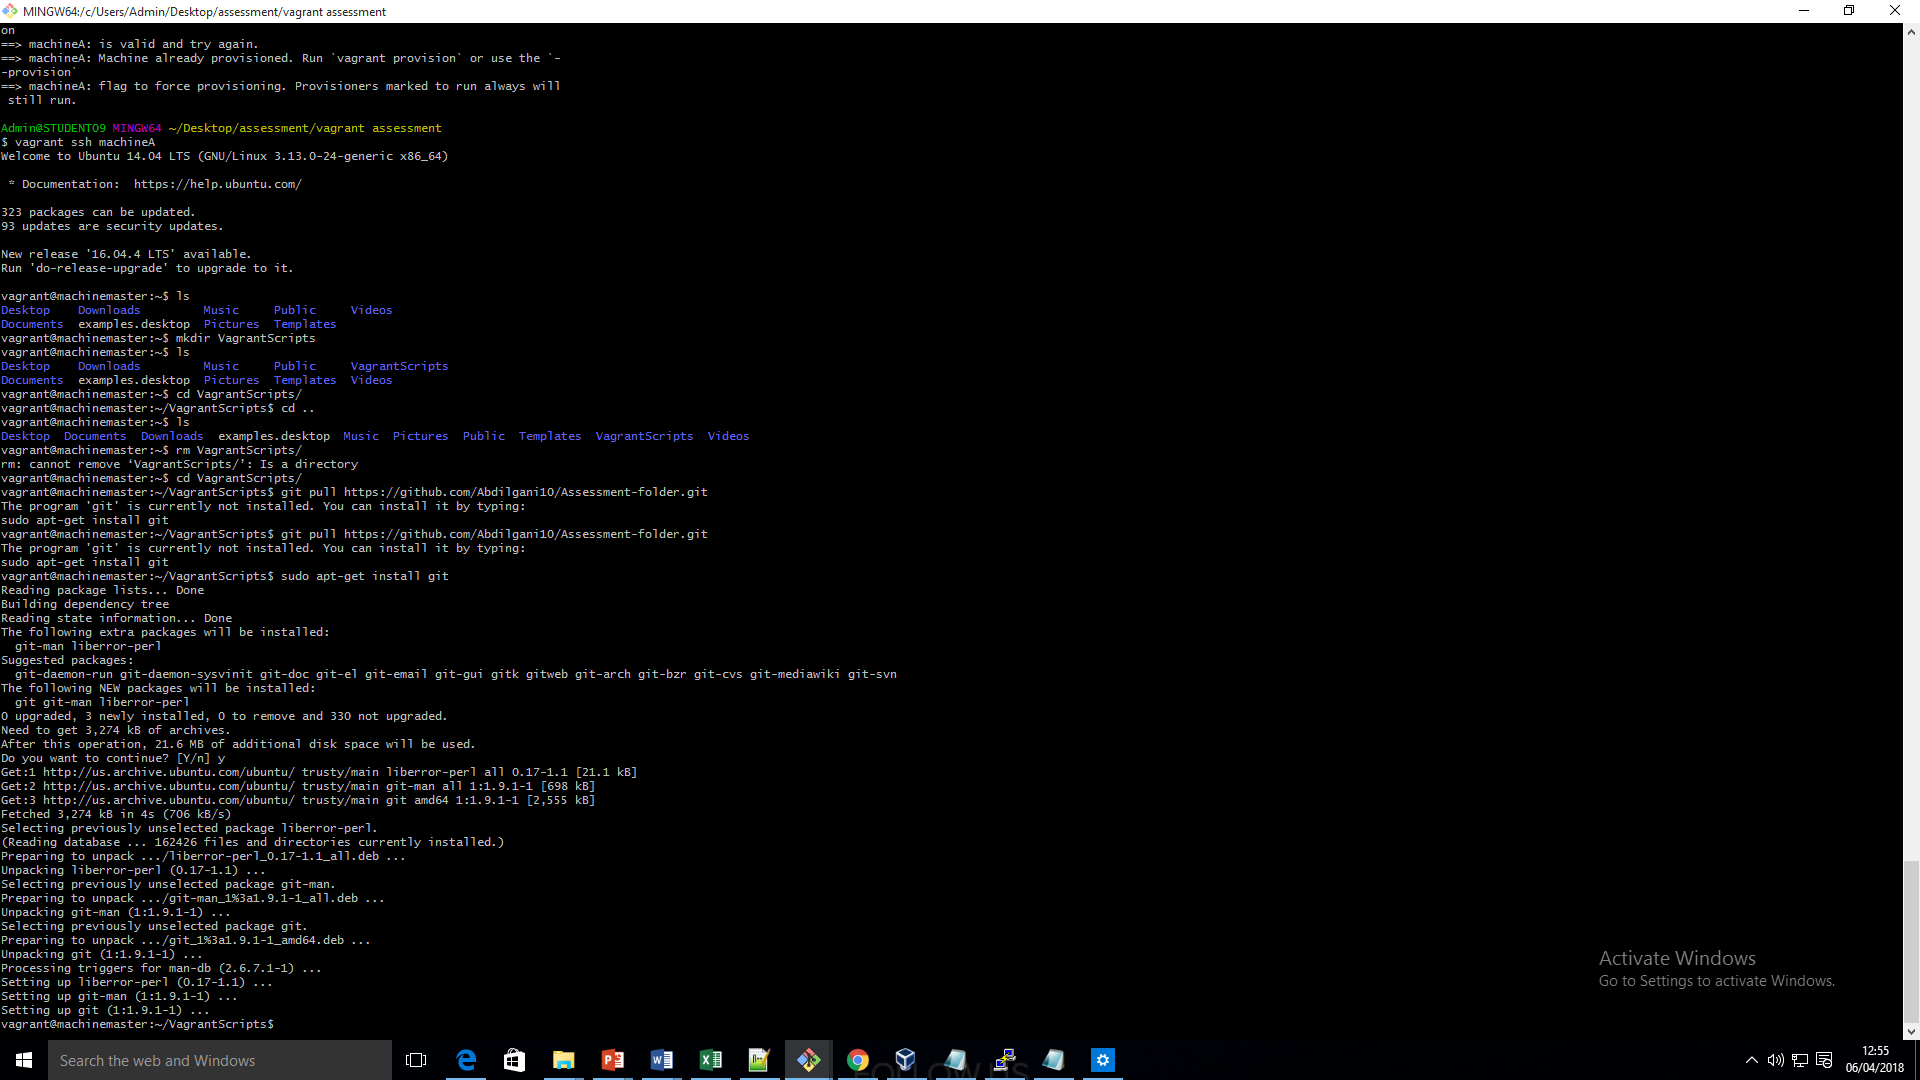 MINGW64:/c/Users/Admin/Desktop/assessment/vagrant assessment
on
==> machineA: is valid and try again.
==> machineA: Machine already provisioned. Run `vagrant provision` or use the `-
-provision`
==> machineA: flag to force provisioning. Provisioners marked to run always will
 still run.
Admin@STUDENT09 MINGW64 ~/Desktop/assessment/vagrant assessment
$ vagrant ssh machineA
Welcome to Ubuntu 14.04 LTS (GNU/Linux 3.13.0-24-generic x86_64)
 * Documentation:  https://help.ubuntu.com/
323 packages can be updated.
93 updates are security updates.
New release '16.04.4 LTS' available.
Run 'do-release-upgrade' to upgrade to it.
vagrant@machinemaster:~$ ls
Desktop    Downloads         Music     Public     Videos
Documents  examples.desktop  Pictures  Templates
vagrant@machinemaster:~$ mkdir VagrantScripts
vagrant@machinemaster:~$ ls
Desktop    Downloads         Music     Public     VagrantScripts
Documents  examples.desktop  Pictures  Templates  Videos
vagrant@machinemaster:~$ cd VagrantScripts/
vagrant@machinemaster:~/VagrantScripts$ cd ..
vagrant@machinemaster:~$ ls
Desktop  Documents  Downloads  examples.desktop  Music  Pictures  Public  Templates  VagrantScripts  Videos
vagrant@machinemaster:~$ rm VagrantScripts/
rm: cannot remove ‘VagrantScripts/’: Is a directory
vagrant@machinemaster:~$ cd VagrantScripts/
vagrant@machinemaster:~/VagrantScripts$ git pull https://github.com/Abdilgani10/Assessment-folder.git
The program 'git' is currently not installed. You can install it by typing:
sudo apt-get install git
vagrant@machinemaster:~/VagrantScripts$ git pull https://github.com/Abdilgani10/Assessment-folder.git
The program 'git' is currently not installed. You can install it by typing:
sudo apt-get install git
vagrant@machinemaster:~/VagrantScripts$ sudo apt-get install git
Reading package lists... Done
Building dependency tree
Reading state information... Done
The following extra packages will be installed:
  git-man liberror-perl
Suggested packages:
  git-daemon-run git-daemon-sysvinit git-doc git-el git-email git-gui gitk gitweb git-arch git-bzr git-cvs git-mediawiki git-svn
The following NEW packages will be installed:
  git git-man liberror-perl
0 upgraded, 3 newly installed, 0 to remove and 330 not upgraded.
Need to get 3,274 kB of archives.
After this operation, 21.6 MB of additional disk space will be used.
Do you want to continue? [Y/n] y
Get:1 http://us.archive.ubuntu.com/ubuntu/ trusty/main liberror-perl all 0.17-1.1 [21.1 kB]
Get:2 http://us.archive.ubuntu.com/ubuntu/ trusty/main git-man all 1:1.9.1-1 [698 kB]
Get:3 http://us.archive.ubuntu.com/ubuntu/ trusty/main git amd64 1:1.9.1-1 [2,555 kB]
Fetched 3,274 kB in 4s (706 kB/s)
Selecting previously unselected package liberror-perl.
(Reading database ... 162426 files and directories currently installed.)
Preparing to unpack .../liberror-perl_0.17-1.1_all.deb ...
Unpacking liberror-perl (0.17-1.1) ...
Selecting previously unselected package git-man.
Preparing to unpack .../git-man_1%3a1.9.1-1_all.deb ...
Unpacking git-man (1:1.9.1-1) ...
Selecting previously unselected package git.
Preparing to unpack .../git_1%3a1.9.1-1_amd64.deb ...
Unpacking git (1:1.9.1-1) ...
Processing triggers for man-db (2.6.7.1-1) ...
Setting up liberror-perl (0.17-1.1) ...
Setting up git-man (1:1.9.1-1) ...
Setting up git (1:1.9.1-1) ...
vagrant@machinemaster:~/VagrantScripts$
Activate Windows
Go to Settings to activate Windows.
Search the web and Windows
FOLLOW US
12:55
06/04/2018